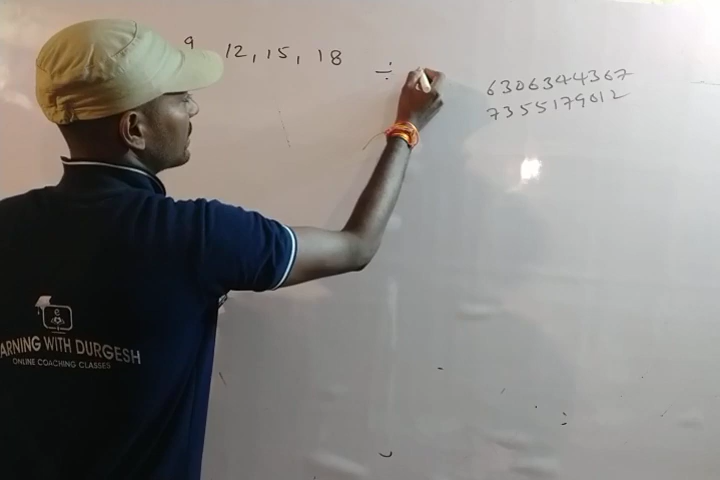 9 12, 15, 18 ÷
6306344367
7355179012
e
ARNING WITH DURGESH
ONLINE COACHING CLASSES